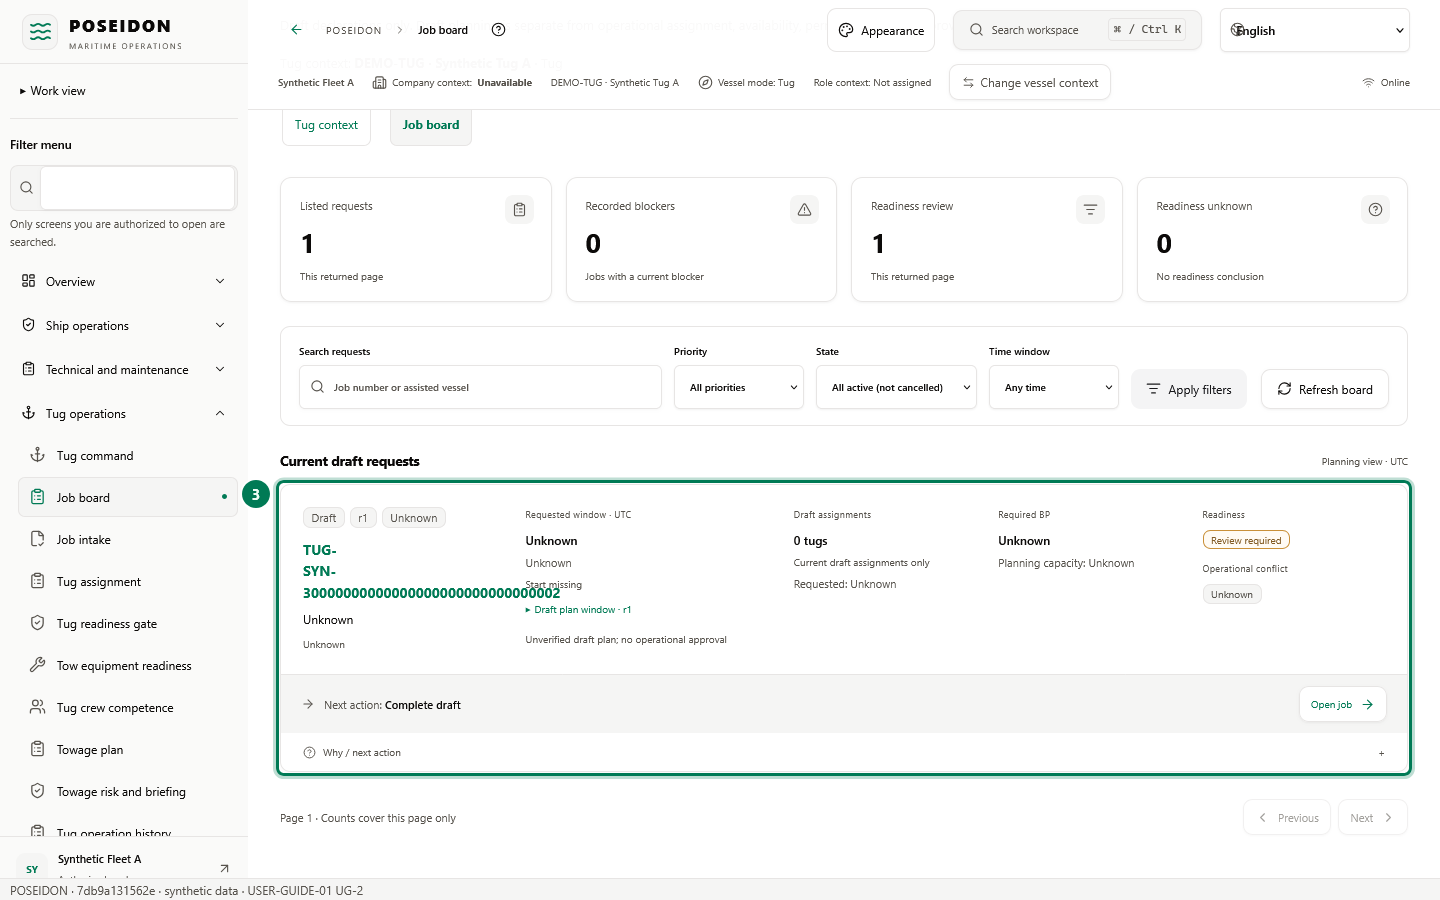 POSEIDON
MARITIME OPERATIONS
POSEIDON
Job board
Appearance
Search workspace
⌘ / Ctrl K
English
Synthetic Fleet A
Company context: Unavailable
DEMO-TUG · Synthetic Tug A
Vessel mode: Tug
Role context: Not assigned
Change vessel context
Online
Work view
Filter menu
Only screens you are authorized to open are
searched.
Overview
Ship operations
Technical and maintenance
Tug operations
Tug command
Job board
Job intake
Tug assignment
Tug readiness gate
Tow equipment readiness
Tug crew competence
Towage plan
Towage risk and briefing
Tug operation history
SY
Synthetic Fleet A
Tug context
Job board
Listed requests
1
This returned page
Recorded blockers
0
Jobs with a current blocker
Readiness review
1
This returned page
Readiness unknown
0
No readiness conclusion
Search requests
Job number or assisted vessel
Priority
All priorities
State
All active (not cancelled)
Time window
Any time
Apply filters
Refresh board
Current draft requests
Planning view · UTC
3
Draft
r1
Unknown
TUG-
SYN-
Unknown
Unknown
Requested window · UTC
Unknown
Unknown
Start missing
Draft plan window · r1
Unverified draft plan; no operational approval
Draft assignments
0 tugs
Current draft assignments only
Requested: Unknown
Required BP
Unknown
Planning capacity: Unknown
Readiness
Review required
Operational conflict
Unknown
Next action: Complete draft
Open job
Why / next action
+
Page 1 · Counts cover this page only
Previous
Next
POSEIDON · 7db9a131562e · synthetic data · USER-GUIDE-01 UG-2